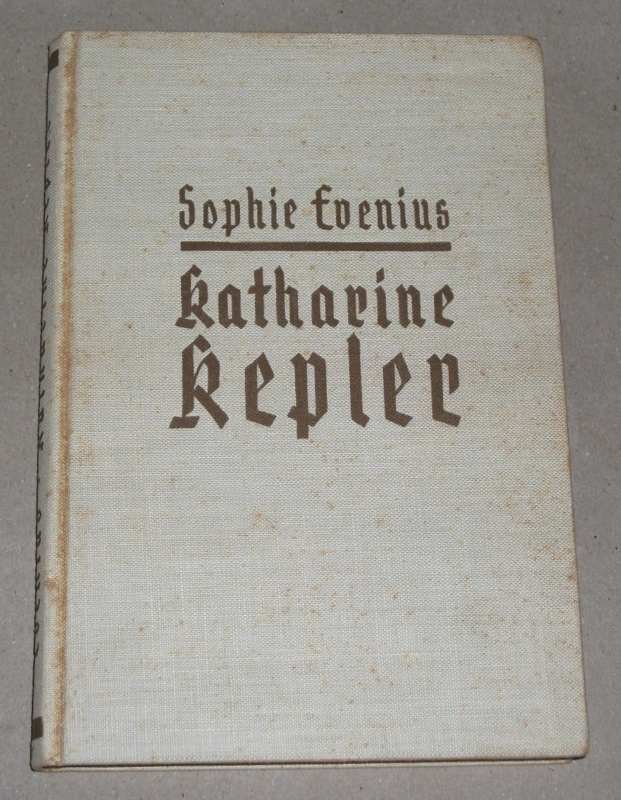 Sophie Evenius
Katharine
Kepler